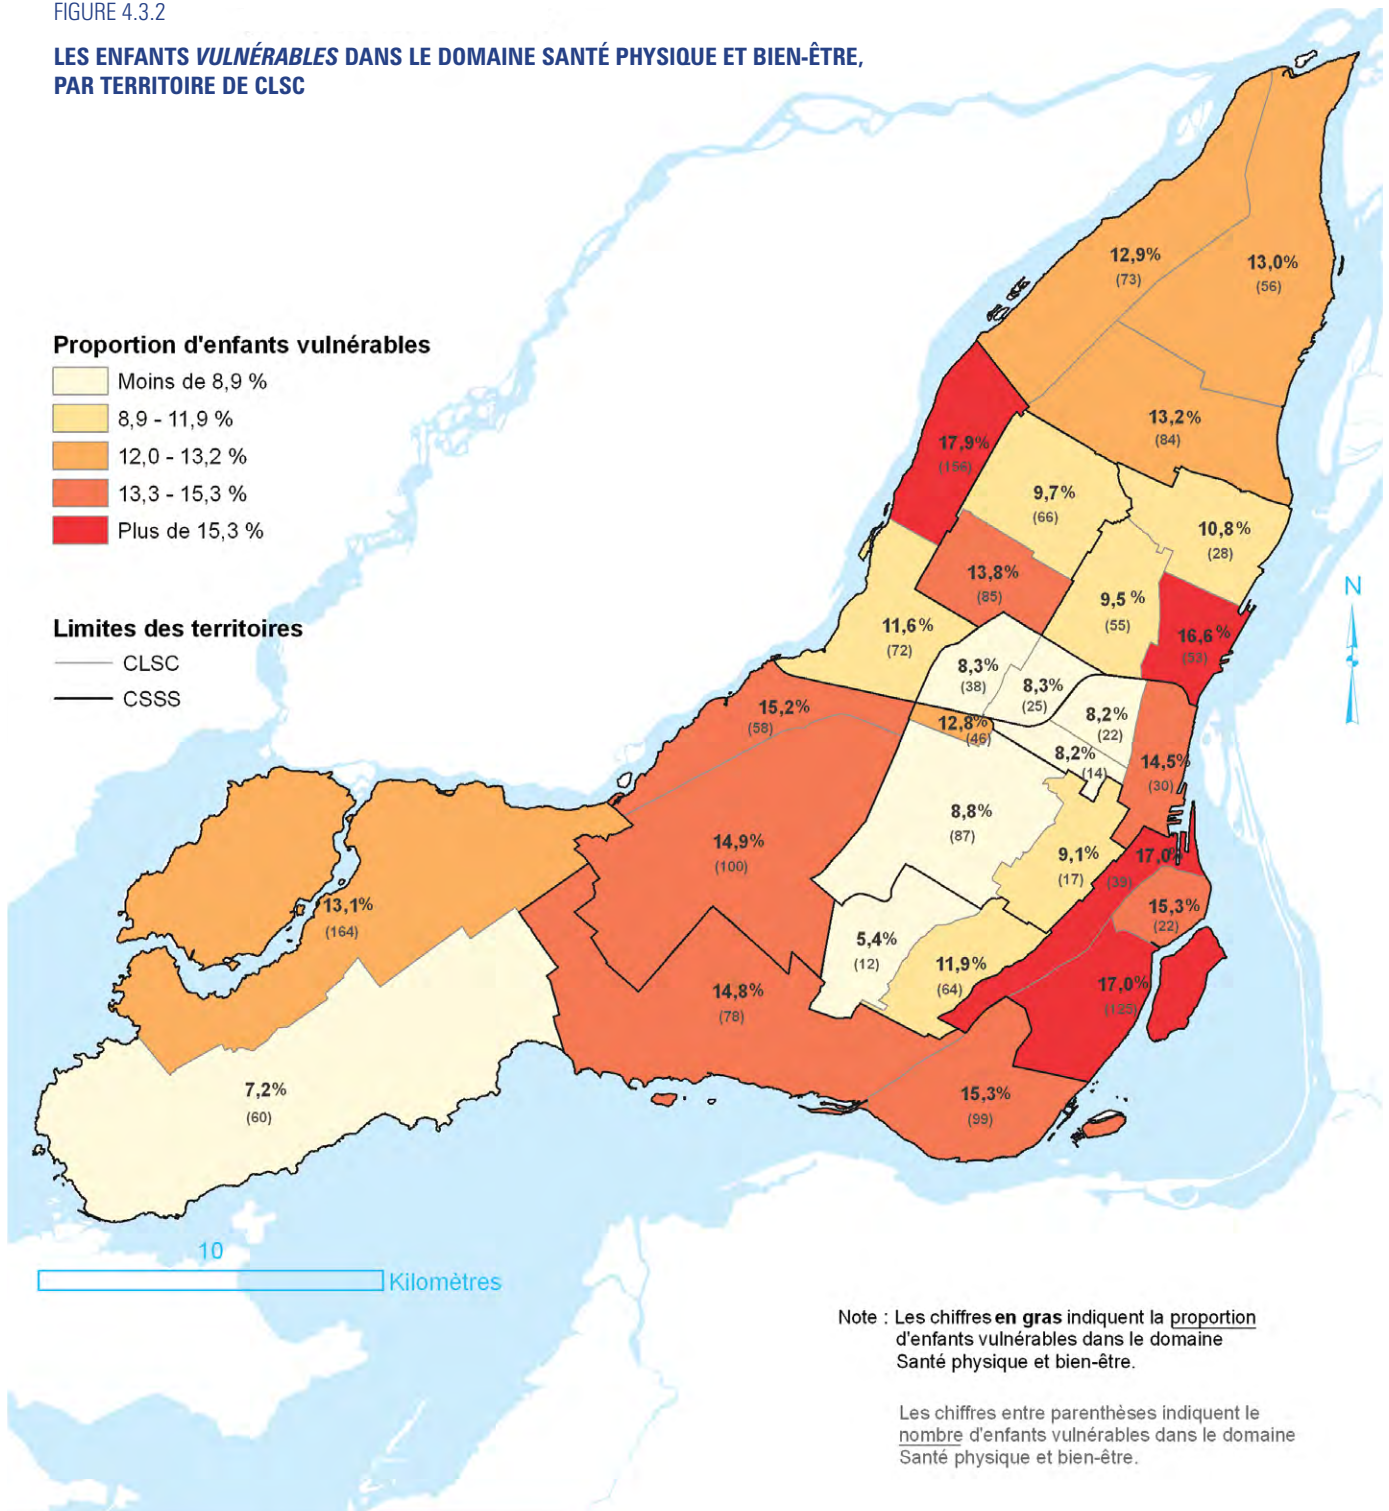 FIGURE 4.3.2
LES ENFANTS VULNÉRABLES DANS LE DOMAINE SANTÉ PHYSIQUE ET BIEN-ÊTRE,
PAR TERRITOIRE DE CLSC
12,9%
(73)
13,0%
(56)
Proportion d'enfants vulnérables
Moins de 8,9 %
8,9 - 11,9 %
12,0 - 13,2 %
13,3 - 15,3 %
Plus de 15,3 %
13,2%
(84)
17,9%
(156)
9,7%
(66)
10,8%
(28)
13,8%
(85)
9,5 %
(55)
N
Limites des territoires
CLSC
CSSS
11,6%
(72)
16,6%
(53)
8,3%
(38)
8,3%
(25)
15,2%
(58)
12,8%
(46)
8,2%
(22)
8,2%
(14)
14,5%
(30)
8,8%
(87)
14,9%
(100)
9,1%
(17)
17,0%
(39)
13,1%
(164)
15,3%
(22)
5,4%
(12)
11,9%
(64)
14,8%
(78)
17,0%
(125)
7,2%
(60)
15,3%
(99)
10
Kilomètres
Note : Les chiffres en gras indiquent la proportion
d'enfants vulnérables dans le domaine
Santé physique et bien-être.
Les chiffres entre parenthèses indiquent le
nombre d'enfants vulnérables dans le domaine
Santé physique et bien-être.